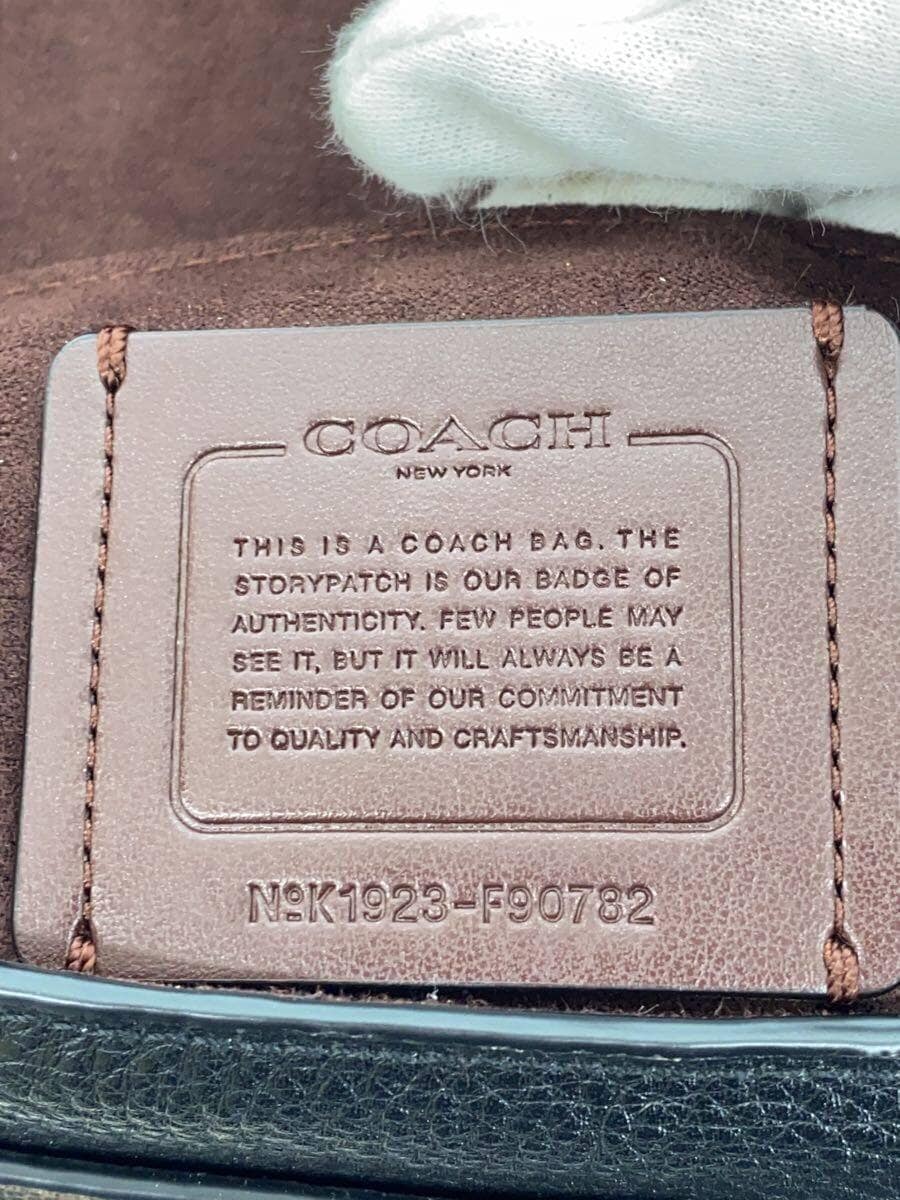 COACH
NEW YORK
THIS IS A COACH BAG. THE
STORYPATCH IS OUR BADGE OF
AUTHENTICITY. FEW PEOPLE MAY
SEE IT, BUT IT WILL ALWAYS BE A
REMINDER OF OUR COMMITMENT
TO QUALITY AND CRAFTSMANSHIP.
NºK1923-F90782